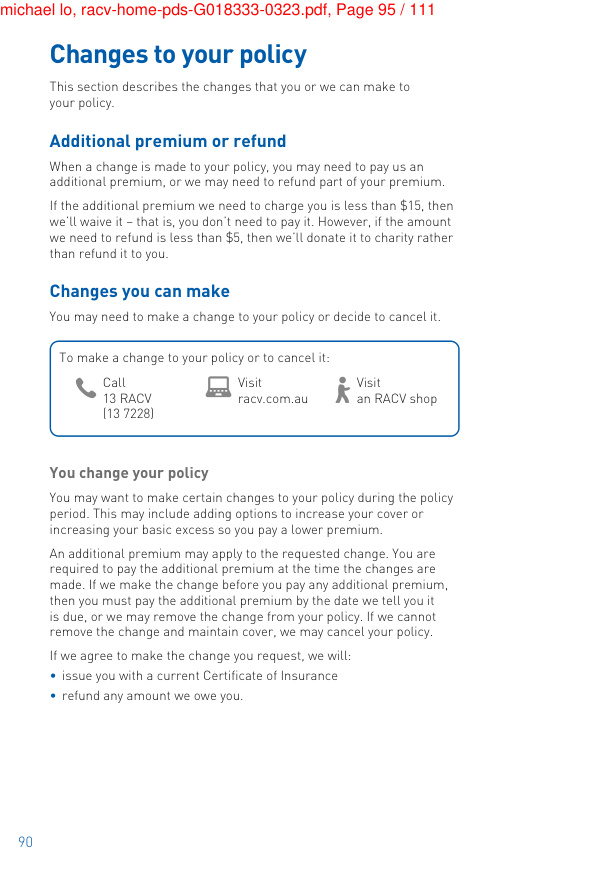 michael lo, racv-home-pds-G018333-0323.pdf, Page 95 / 111
Changes to your policy
This section describes the changes that you or we can make to
your policy.
Additional premium or refund
When a change is made to your policy, you may need to pay us an
additional premium, or we may need to refund part of your premium.
If the additional premium we need to charge you is less than $15, then
we'll waive it – that is, you don't need to pay it. However, if the amount
we need to refund is less than $5, then we'll donate it to charity rather
than refund it to you.
Changes you can make
You may need to make a change to your policy or decide to cancel it.
To make a change to your policy or to cancel it:
Call
13 RACV
(13 7228)
Visit
racv.com.au
Visit
an RACV shop
You change your policy
You may want to make certain changes to your policy during the policy
period. This may include adding options to increase your cover or
increasing your basic excess so you pay a lower premium.
An additional premium may apply to the requested change. You are
required to pay the additional premium at the time the changes are
made. If we make the change before you pay any additional premium,
then you must pay the additional premium by the date we tell you it
is due, or we may remove the change from your policy. If we cannot
remove the change and maintain cover, we may cancel your policy.
If we agree to make the change you request, we will:
• issue you with a current Certificate of Insurance
• refund any amount we owe you.
90